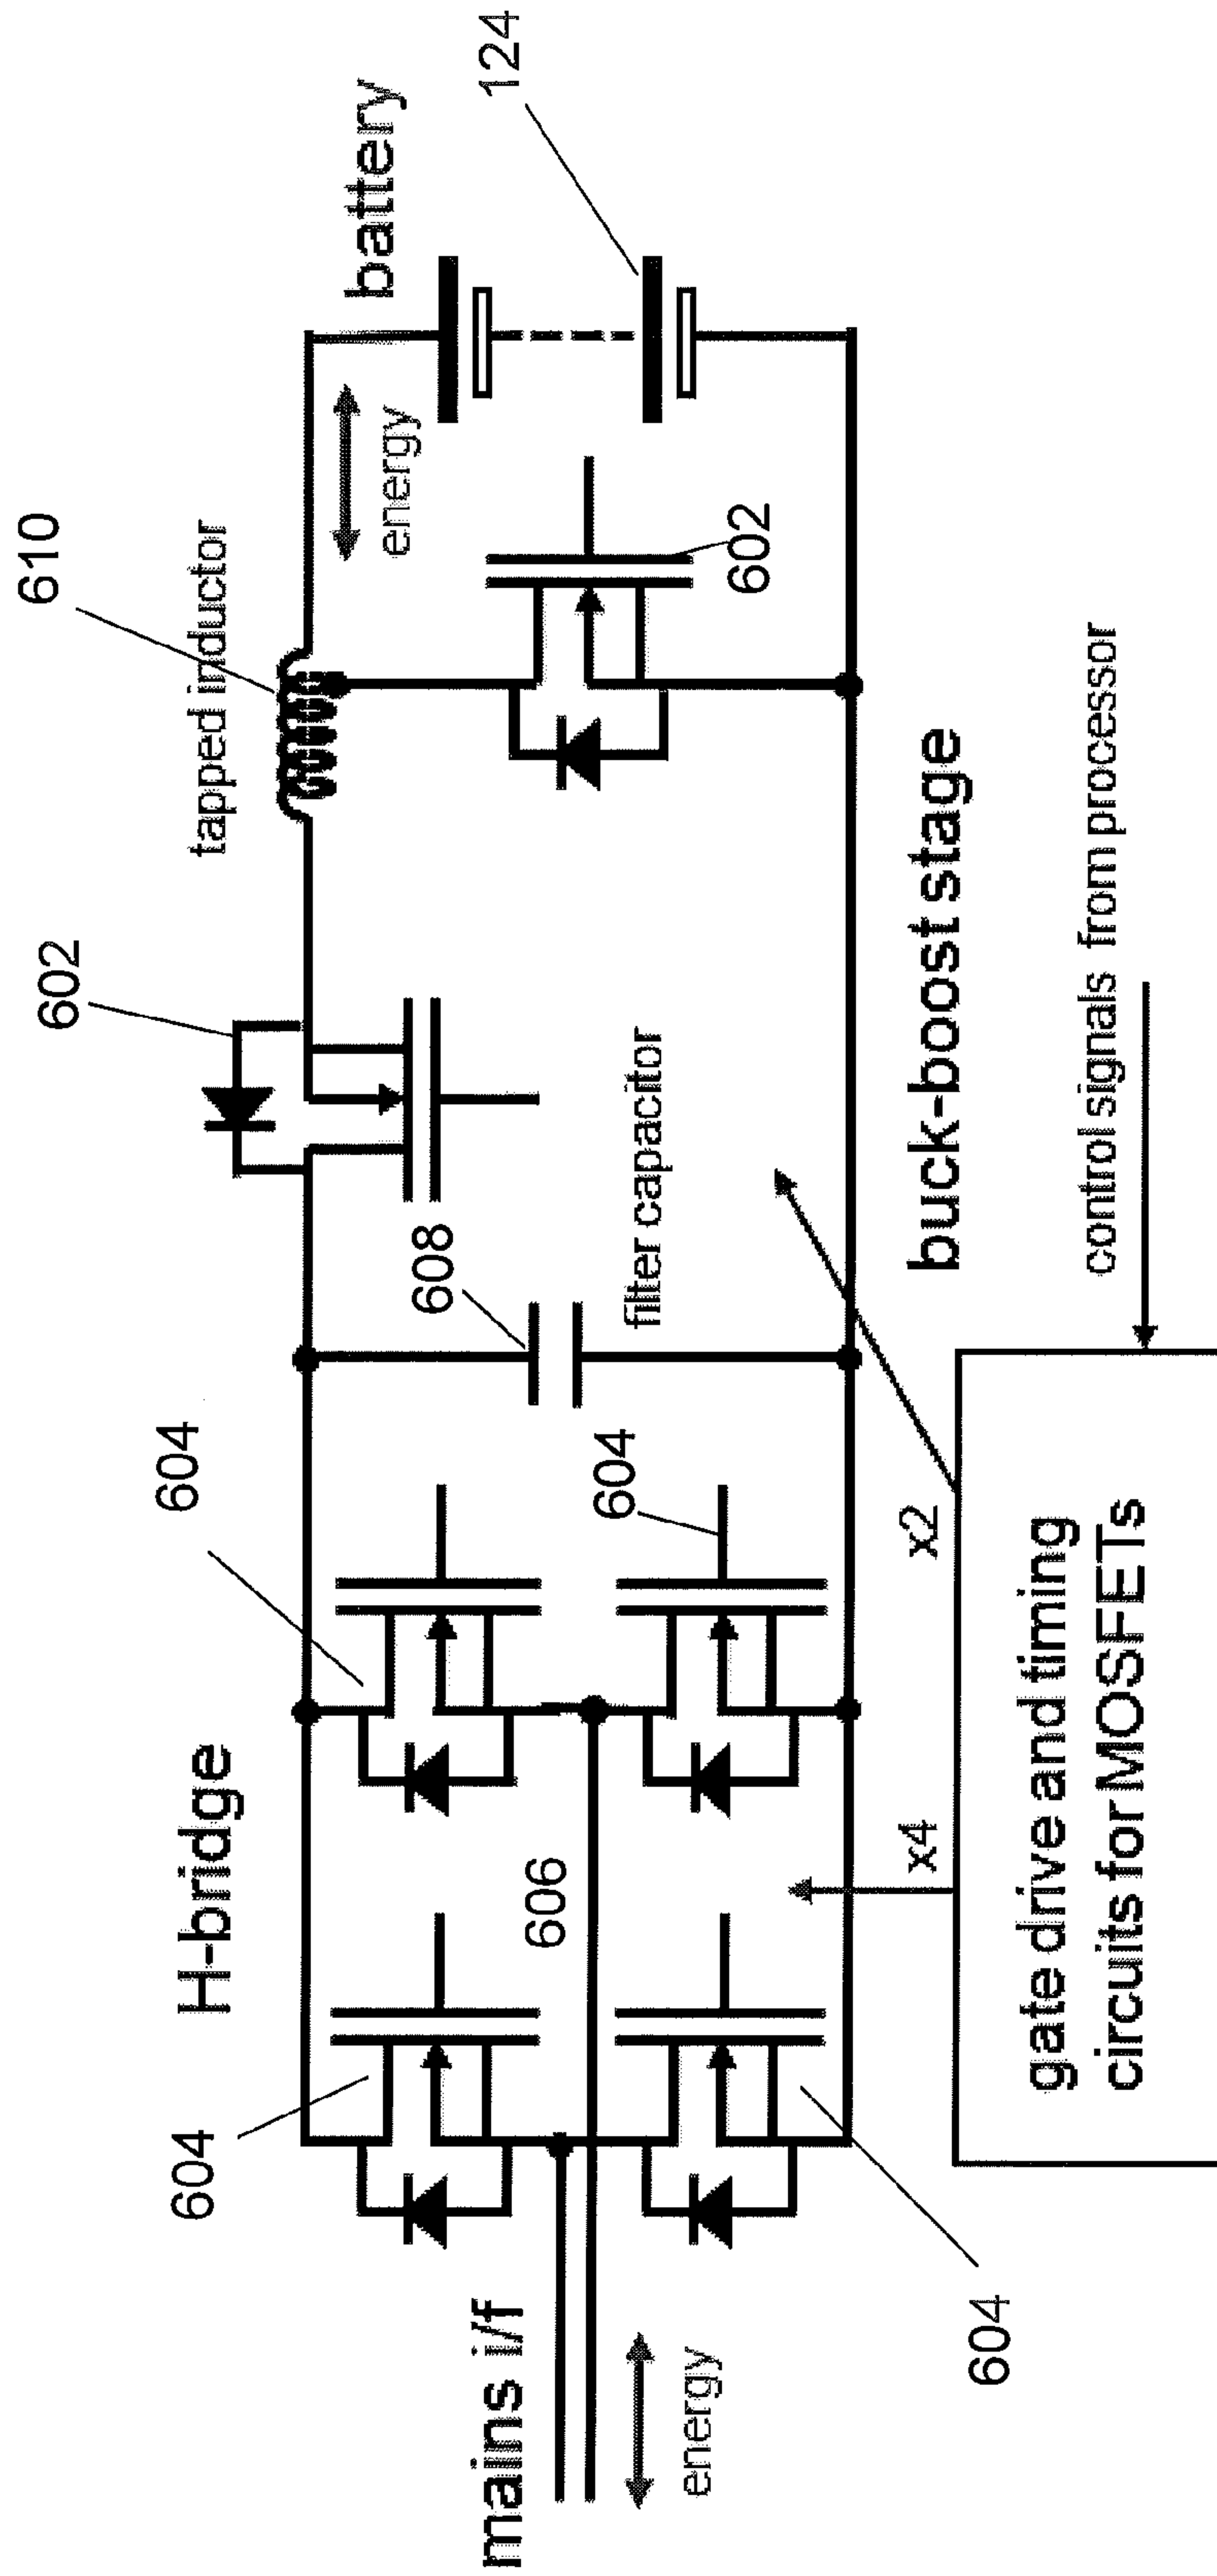 610
124
602
tapped inductor
battery
energy
604
H-bridge
608
602
604
filter capacitor
606
mains i/f
energy
buck-boost stage
x4
x2
604
604
control signals from processor
gate drive and timing
circuits for MOSFETs